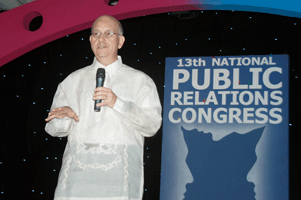 13th NATIONAL
PUBLIC
RELATIONS
CONGRESS